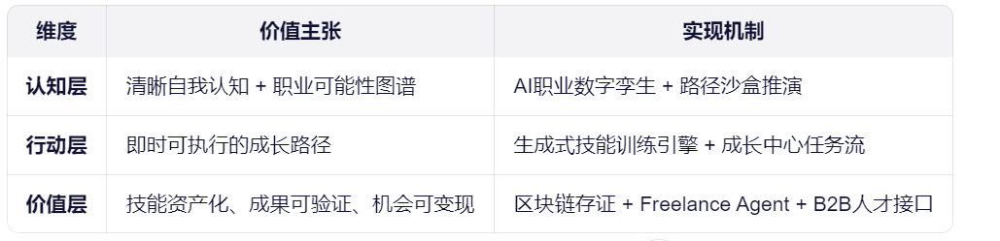 维度 价值主张 实现机制
认知层 清晰自我认知 + 职业可能性图谱 AI职业数字孪生 + 路径沙盒推演
行动层 即时可执行的成长路径 生成式技能训练引擎 + 成长中心任务流
价值层 技能资产化、成果可验证、机会可变现 区块链存证 + Freelance Agent + B2B人才接口